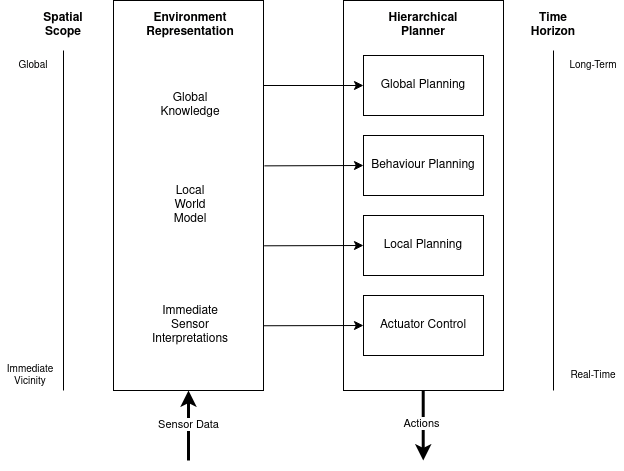 Spatial
Scope
Environment
Representation
Hierarchical
Planner
Time
Horizon
Global
Long-Term
Global
Knowledge
Global Planning
Behaviour Planning
Local
World
Model
Local Planning
Immediate
Sensor
Interpretations
Actuator Control
Immediate
Vicinity
Real-Time
Sensor Data
Actions